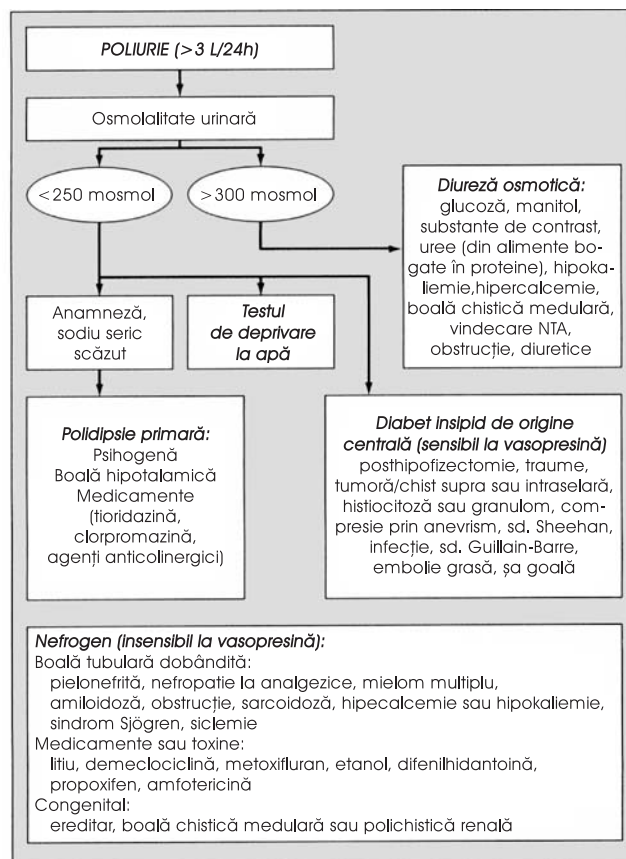 POLIURIE (>3 L/24h)
Osmolalitate urinară
<250 mosmol
>300 mosmol
Diureză osmotică:
glucoză, manitol,
substante de contrast,
uree (din alimente bo-
gate în proteine), hipoka-
liemie,hipercalcemie,
boală chistică medulară,
vindecare NTA,
obstrucție, diuretice
Anamneză,
sodiu seric
scăzut
Testul
de deprivare
la apă
Polidipsie primară:
Psihogenă
Boală hipotalamică
Medicamente
(tioridazină,
clorpromazină,
agenți anticolinergici)
Diabet insipid de origine
centrală (sensibil la vasopresină)
posthipofizectomie, traume,
tumoră/chist supra sau intraselară,
histiocitoză sau granulom, com-
presie prin anevrism, sd. Sheehan,
infecție, sd. Guillain-Barre,
embolie grasă, șa goală
Nefrogen (insensibil la vasopresină):
Boală tubulară dobândită:
pielonefrită, nefropatie la analgezice, mielom multiplu,
amiloidoză, obstrucție, sarcoidoză, hipecalcemie sau hipokaliemie,
sindrom Sjögren, siclemie
Medicamente sau toxine:
litiu, demeclociclină, metoxifluran, etanol, difenilhidantoină,
propoxifen, amfotericină
Congenital:
ereditar, boală chistică medulară sau polichistică renală